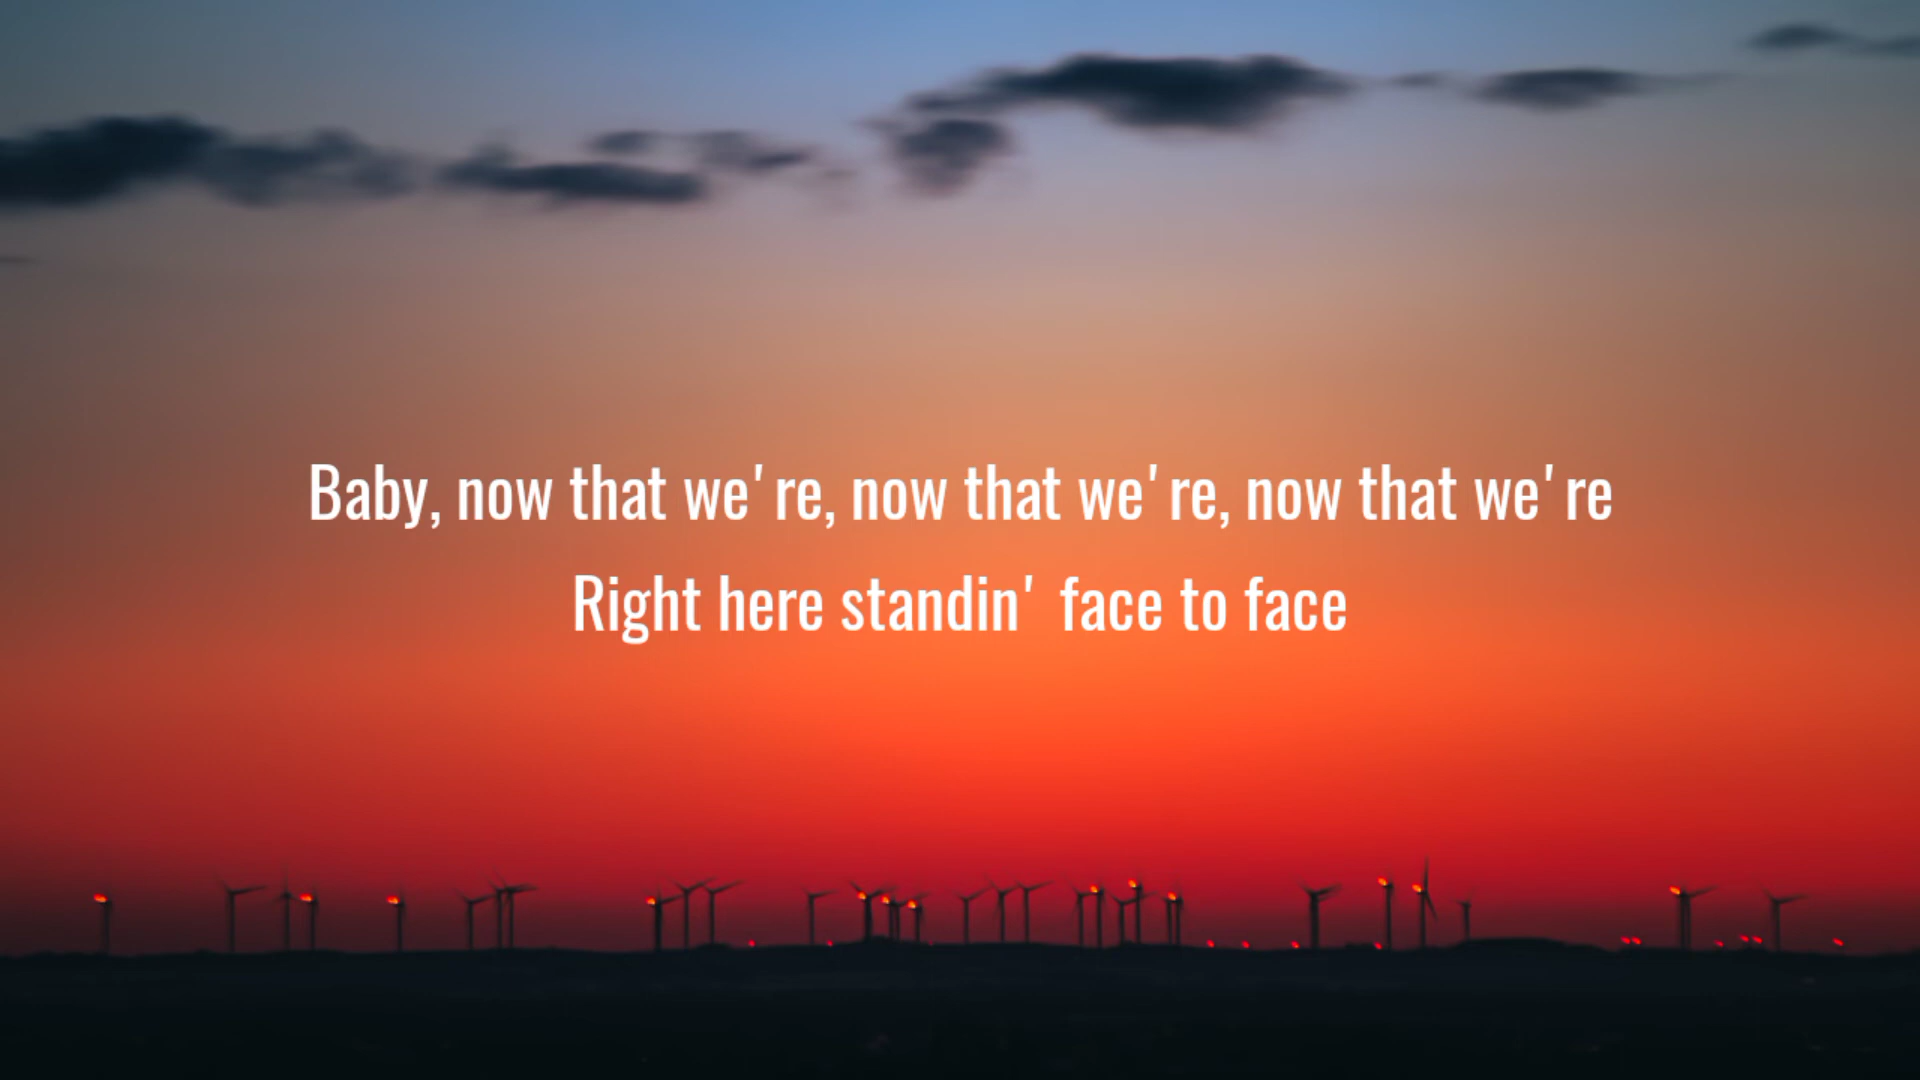 Baby, now that we're, now that we're, now that we're
Right here standin' face to face